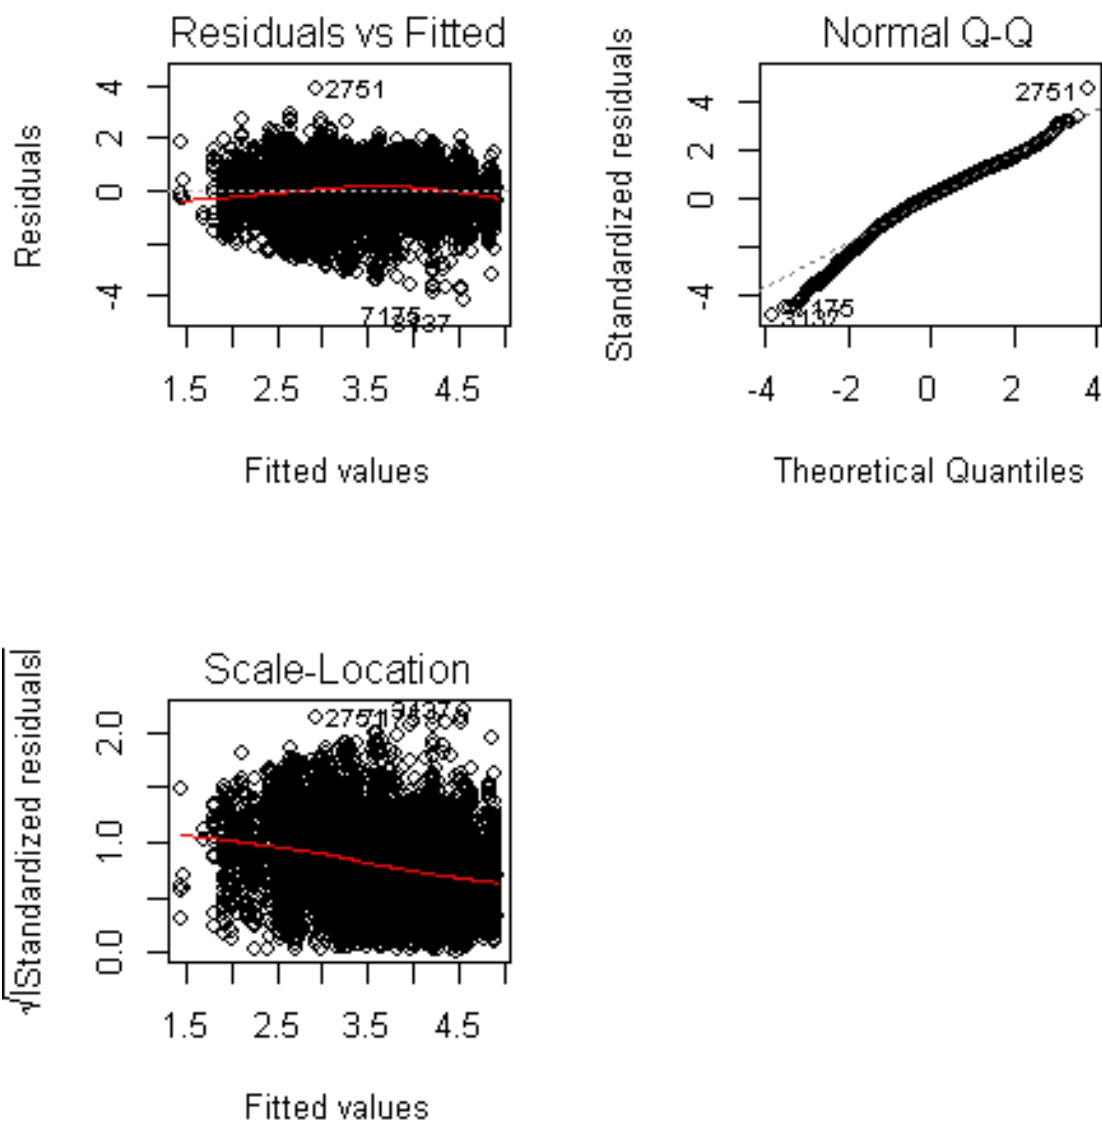 Residuals vs Fitted
Residuals
4
2
0
-4
2751
7175
1.5 2.5 3.5 4.5
Fitted values
Normal Q-Q
Standardized residuals
4
2
0
-4
2751
-4 -2 0 2 4
Theoretical Quantiles
Scale-Location
√|Standardized residuals|
2.0
1.0
0.0
2751
1.5 2.5 3.5 4.5
Fitted values